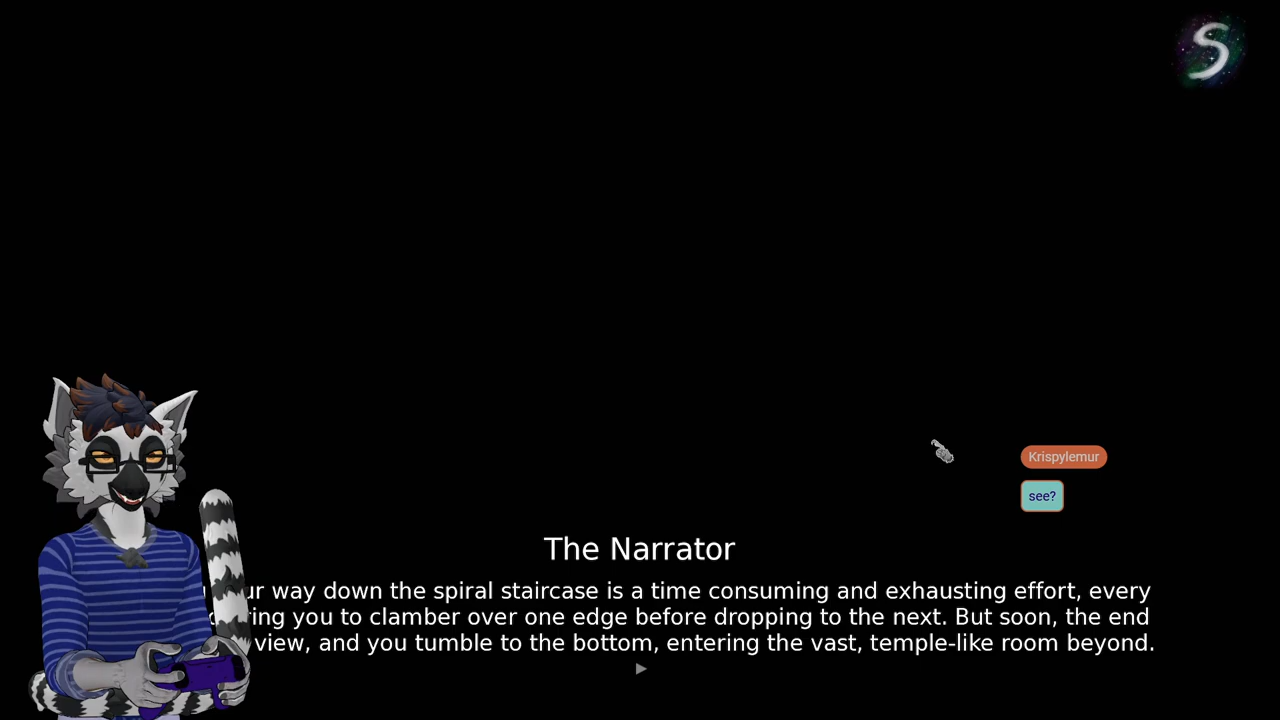 S
Krispylemur
see?
The Narrator
way down the spiral staircase is a time consuming and exhausting effort, every
you to clamber over one edge before dropping to the next. But soon, the end
view, and you tumble to the bottom, entering the vast, temple-like room beyond.